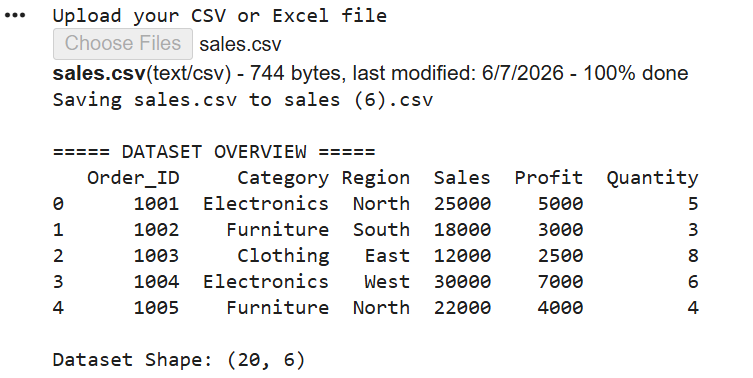 Upload your CSV or Excel file
Choose Files sales.csv
sales.csv(text/csv) - 744 bytes, last modified: 6/7/2026 - 100% done
Saving sales.csv to sales (6).csv
===== DATASET OVERVIEW =====
Order_ID Category Region Sales Profit Quantity
0 1001 Electronics North 25000 5000 5
1 1002 Furniture South 18000 3000 3
2 1003 Clothing East 12000 2500 8
3 1004 Electronics West 30000 7000 6
4 1005 Furniture North 22000 4000 4
Dataset Shape: (20, 6)